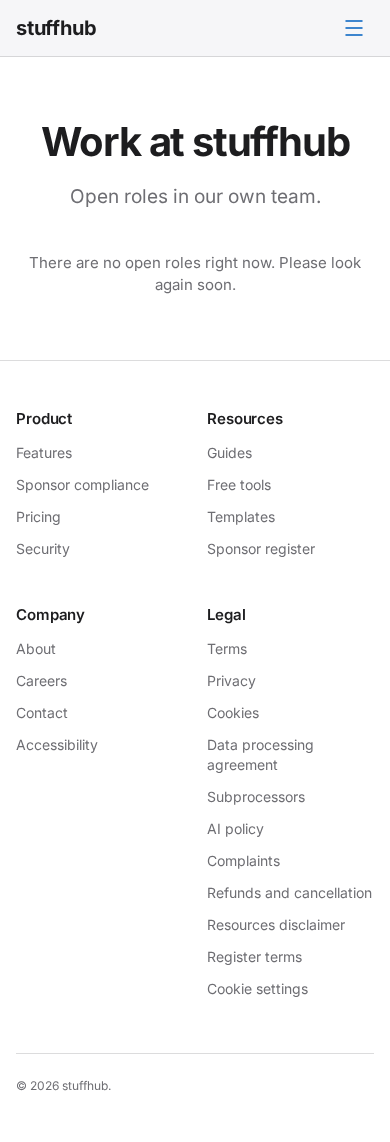 stuffhub
Work at stuffhub
Open roles in our own team.
There are no open roles right now. Please look
again soon.
Product
Features
Sponsor compliance
Pricing
Security
Resources
Guides
Free tools
Templates
Sponsor register
Company
About
Careers
Contact
Accessibility
Legal
Terms
Privacy
Cookies
Data processing
agreement
Subprocessors
AI policy
Complaints
Refunds and cancellation
Resources disclaimer
Register terms
Cookie settings
© 2026 stuffhub.